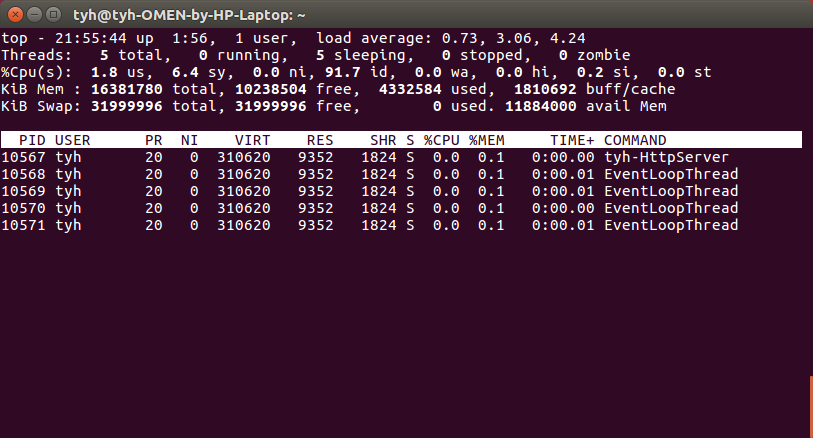 tyh@tyh-OMEN-by-HP-Laptop: ~
top - 21:55:44 up  1:56,  1 user,  load average: 0.73, 3.06, 4.24
Threads:   5 total,   0 running,   5 sleeping,   0 stopped,   0 zombie
%Cpu(s):  1.8 us,  6.4 sy,  0.0 ni, 91.7 id,  0.0 wa,  0.0 hi,  0.2 si,  0.0 st
KiB Mem : 16381780 total, 10238504 free,  4332584 used,  1810692 buff/cache
KiB Swap: 31999996 total, 31999996 free,        0 used. 11884000 avail Mem
  PID USER      PR  NI    VIRT    RES    SHR S %CPU %MEM     TIME+ COMMAND
10567 tyh       20   0  310620   9352   1824 S  0.0  0.1   0:00.00 tyh-HttpServer
10568 tyh       20   0  310620   9352   1824 S  0.0  0.1   0:00.01 EventLoopThread
10569 tyh       20   0  310620   9352   1824 S  0.0  0.1   0:00.01 EventLoopThread
10570 tyh       20   0  310620   9352   1824 S  0.0  0.1   0:00.00 EventLoopThread
10571 tyh       20   0  310620   9352   1824 S  0.0  0.1   0:00.01 EventLoopThread